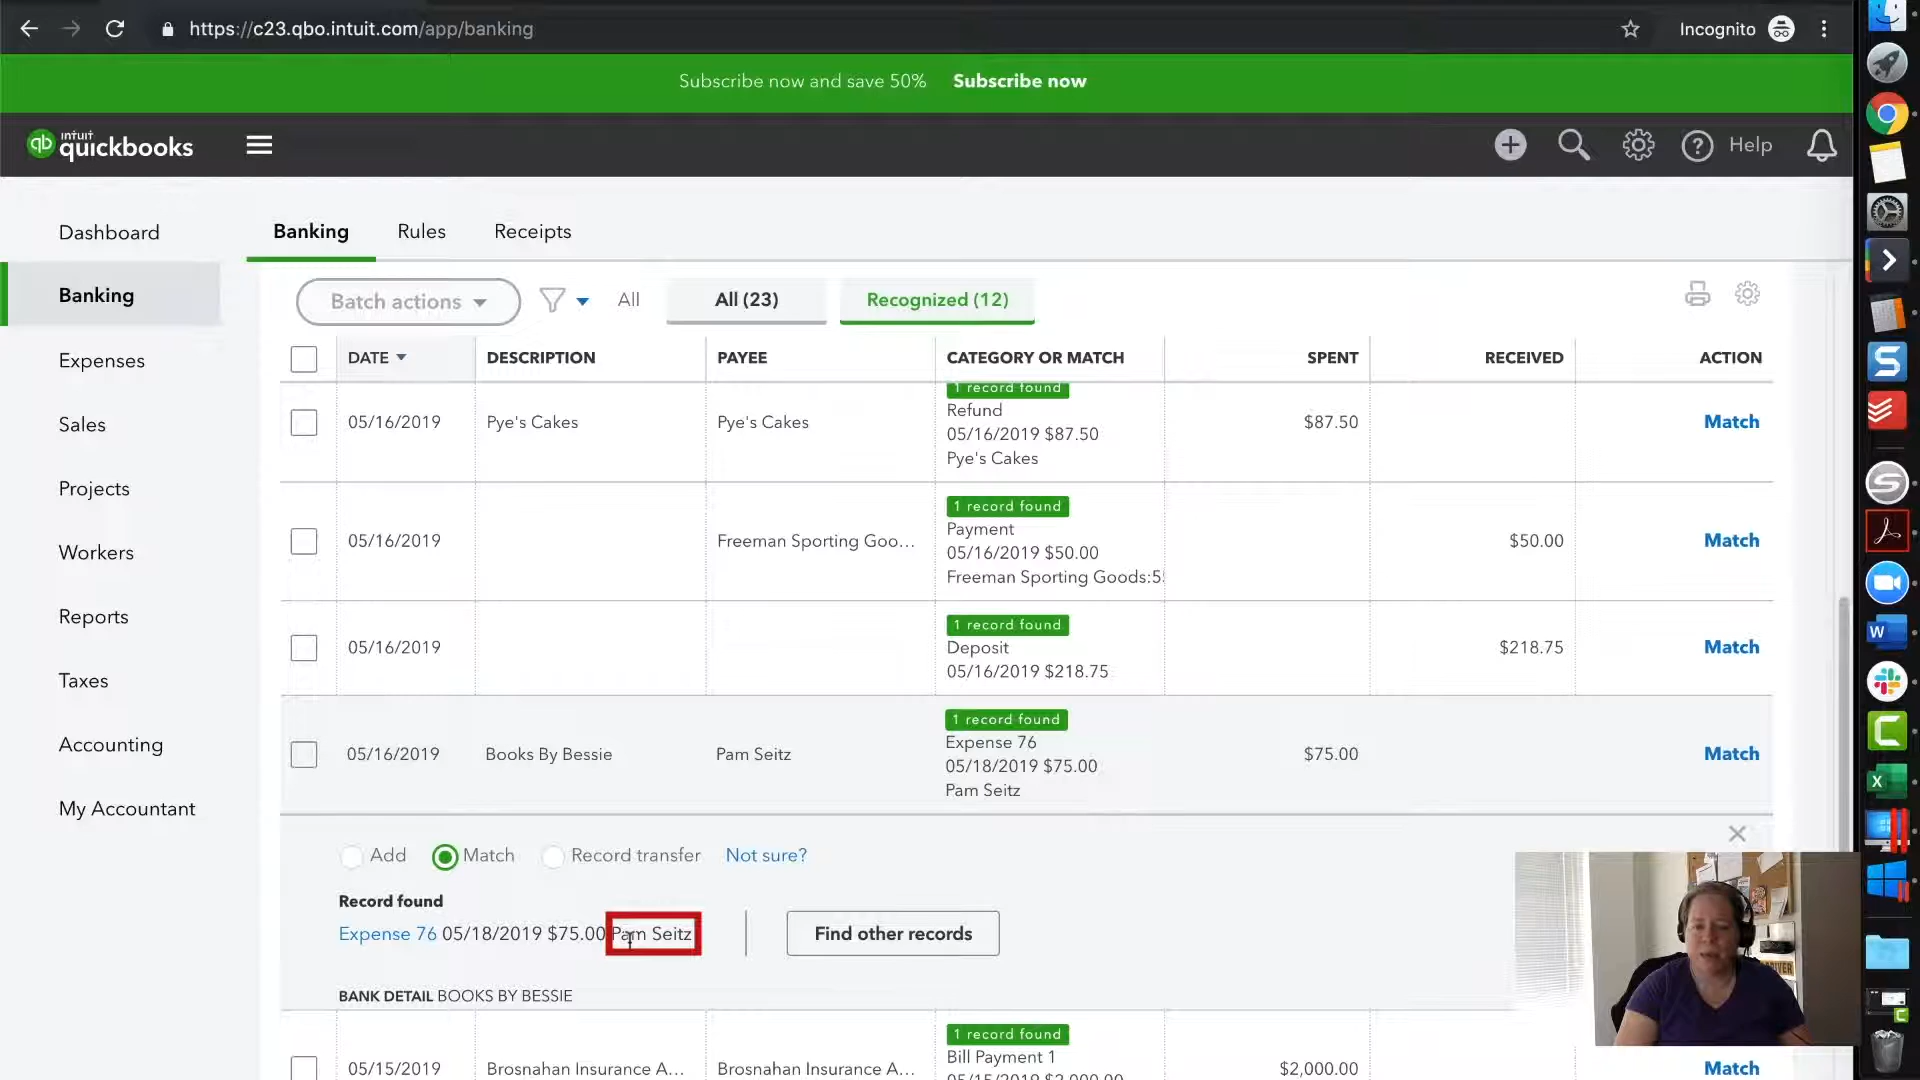 https://c23.qbo.intuit.com/app/banking
Incognito
Subscribe now and save 50% Subscribe now
intuit
quickbooks
Help
Dashboard
Banking
Expenses
Sales
Projects
Workers
Reports
Taxes
Accounting
My Accountant
Banking Rules Receipts
Batch actions All All (23) Recognized (12)
DATE DESCRIPTION PAYEE CATEGORY OR MATCH SPENT RECEIVED ACTION
1 record found
Refund
05/16/2019 Pye's Cakes Pye's Cakes $87.50 Match
05/16/2019 $87.50
Pye's Cakes
1 record found
Payment
05/16/2019 Freeman Sporting Goo... $50.00 Match
05/16/2019 $50.00
Freeman Sporting Goods:5
1 record found
Deposit
05/16/2019 $218.75 Match
05/16/2019 $218.75
1 record found
Expense 76
05/16/2019 Books By Bessie Pam Seitz $75.00 Match
05/18/2019 $75.00
Pam Seitz
Add Match Record transfer Not sure?
Record found
Expense 76 05/18/2019 $75.00 Pam Seitz Find other records
BANK DETAIL BOOKS BY BESSIE
1 record found
Bill Payment 1
05/15/2019 Brosnahan Insurance A... Brosnahan Insurance A... $2,000.00 Match
05/15/2019 $2,000.00